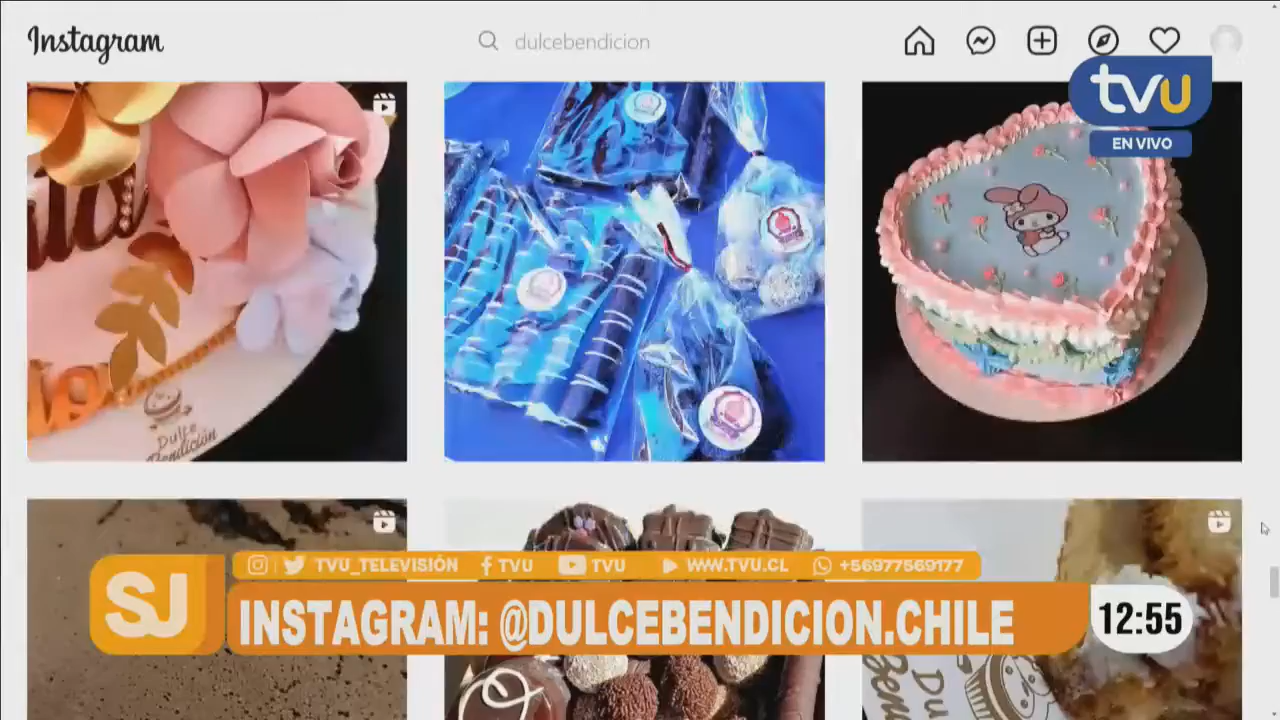 Instagram
dulcebendicion
tvu
EN VIVO
Dulce
Bendición
TVU_TELEVISIÓN
TVU
TVU
WWW.TVU.CL
+56977569177
SJ
INSTAGRAM: @DULCEBENDICION.CHILE
12:55